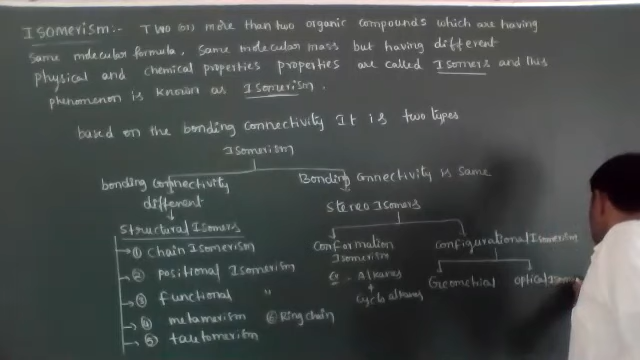 Isomerism:- Two (or) more than two organic compounds which are having
same molecular formula, same molecular mass but having different
physical and chemical properties properties are called Isomers and this
phenomenon is known as Isomerism.
based on the bonding connectivity It is two types
Isomerism
bonding connectivity different
Bonding connectivity is same
Structural Isomers
① chain Isomerism
② positional Isomerism
③ functional "
④ metamerism ⑥ Ring chain
⑤ tautomerism
Stereo Isomers
Conformation Isomerism
Configurational Isomerism
Alkanes
Cyclo alkanes
Geometrical
optical